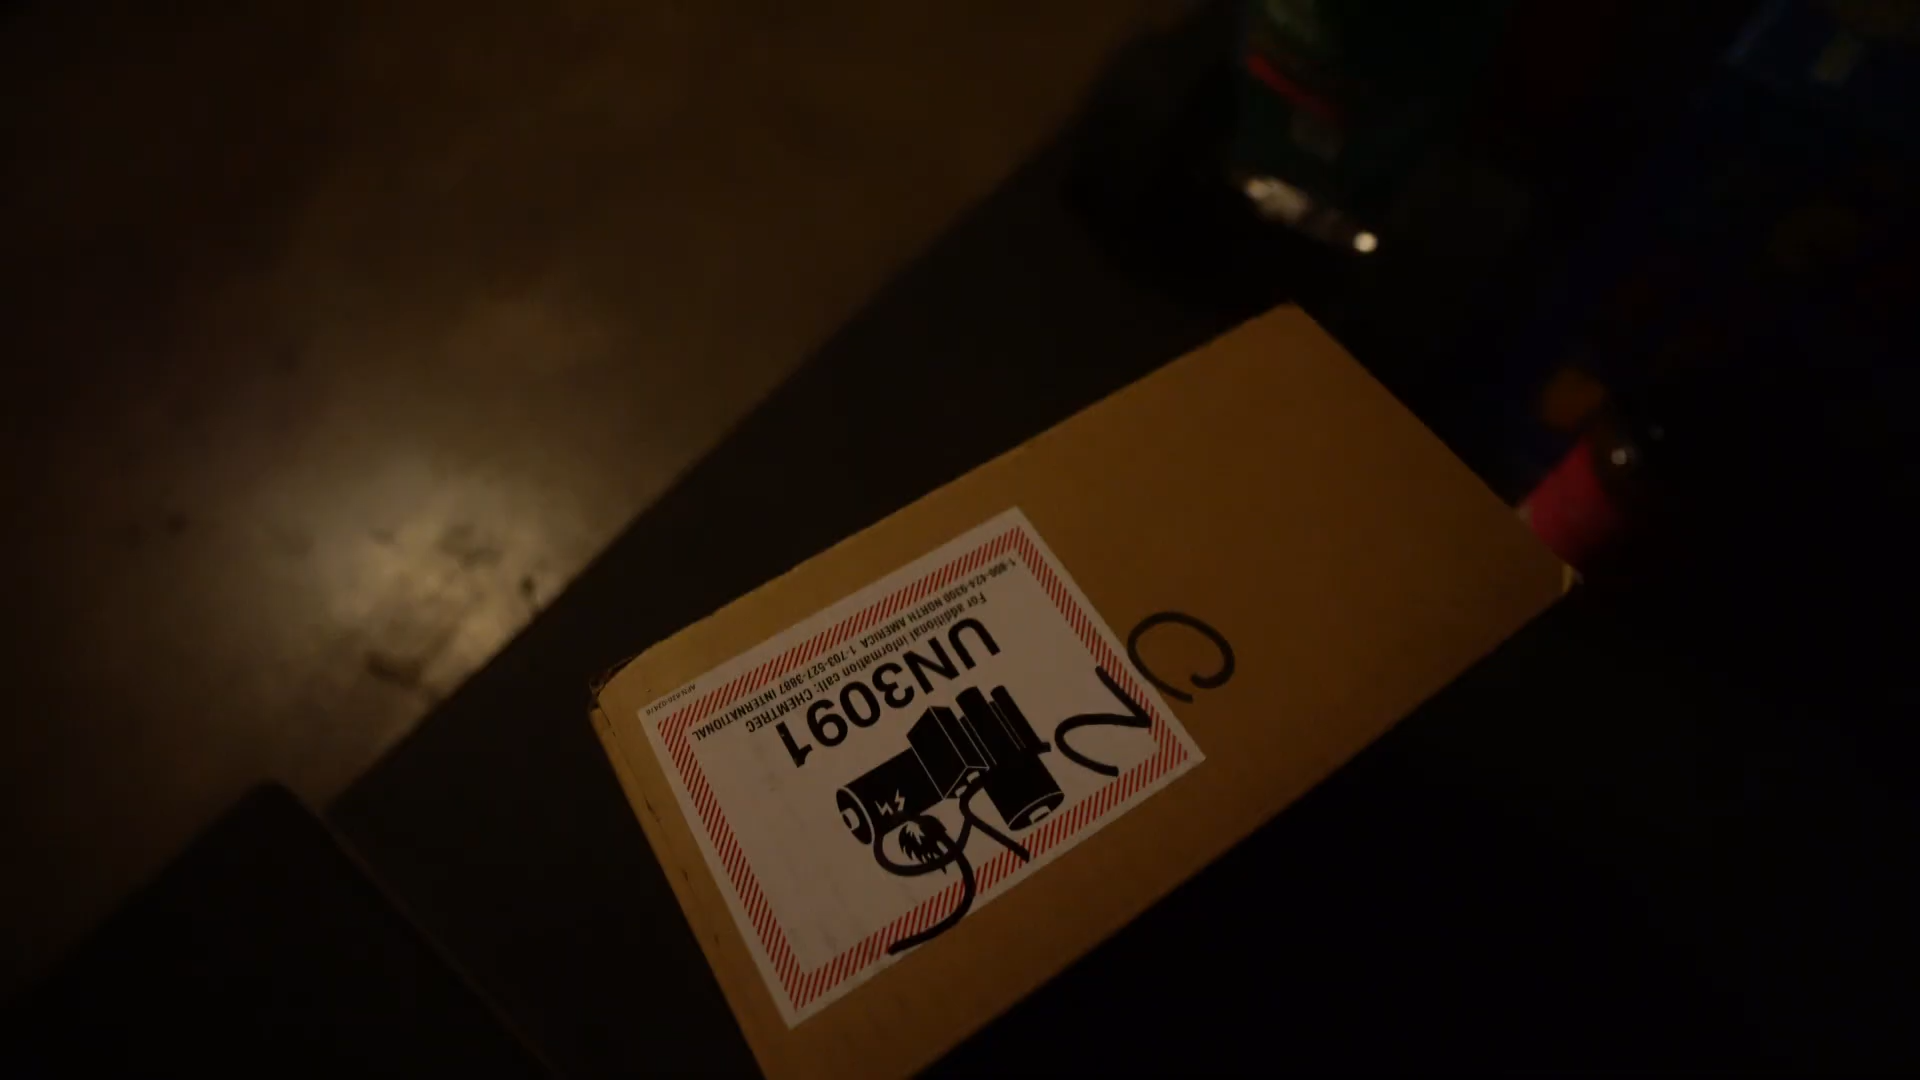 UN3091
For additional information call: CHEMTREC
1-800-424-9300 NORTH AMERICA 1-703-527-3887 INTERNATIONAL